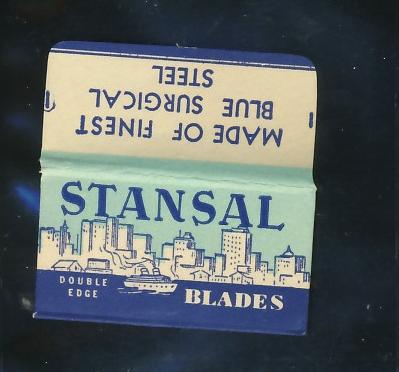 MADE OF FINEST
BLUE SURGICAL
STEEL
STANSAL
DOUBLE
EDGE
BLADES